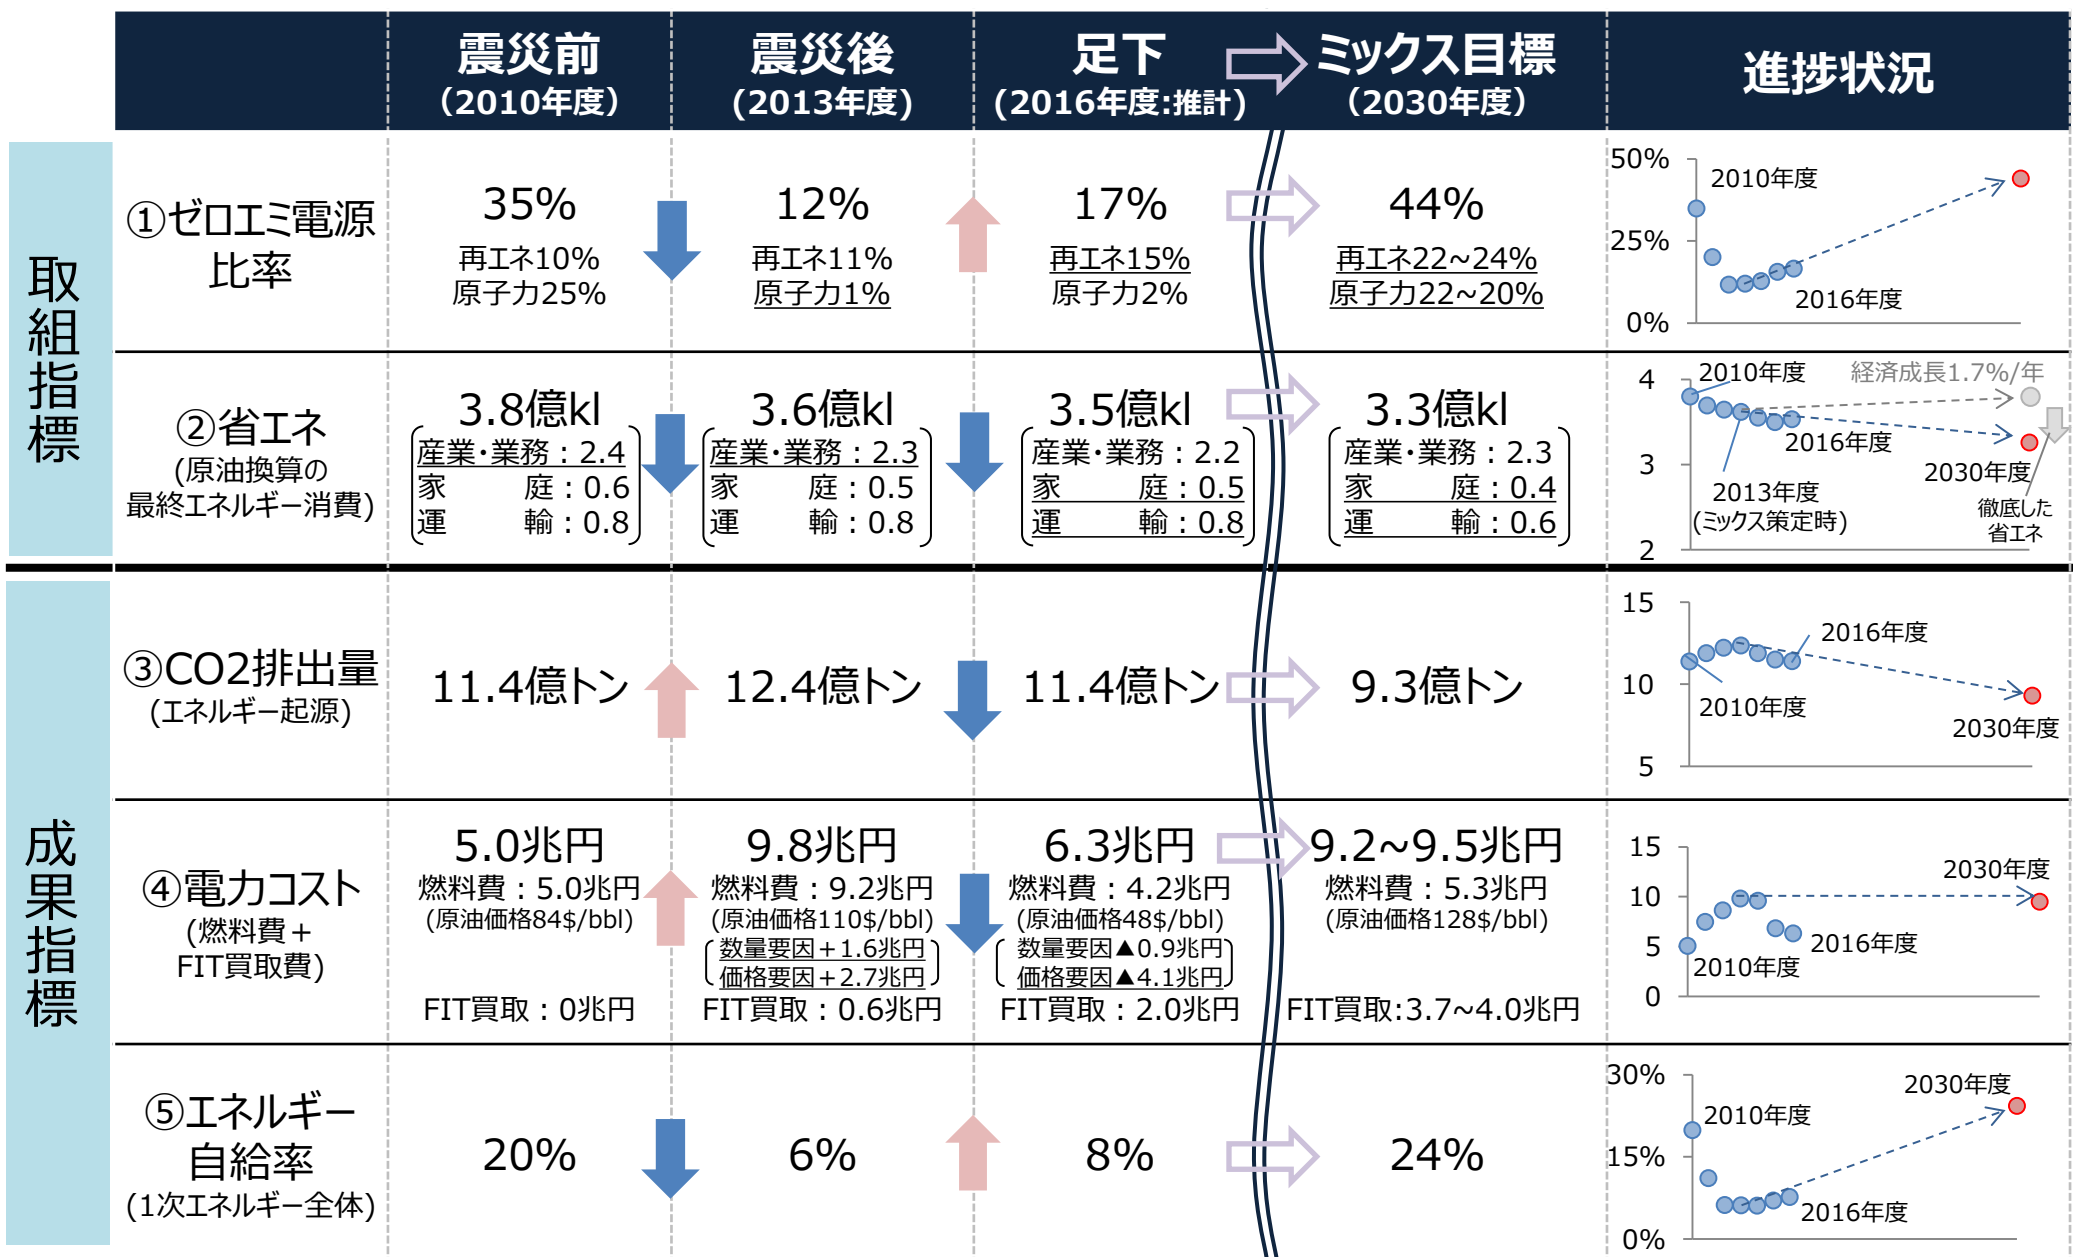 震災前
（2010年度）
震災後
(2013年度)
足下
(2016年度:推計)
ミックス目標
（2030年度）
進捗状況
取組指標
①ゼロエミ電源
比率
35%
再エネ10%
原子力25%
12%
再エネ11%
原子力1%
17%
再エネ15%
原子力2%
44%
再エネ22~24%
原子力22~20%
50%
25%
0%
2010年度
2016年度
②省エネ
(原油換算の
最終エネルギー消費)
3.8億kl
産業・業務：2.4
家　　庭：0.6
運　　輸：0.8
3.6億kl
産業・業務：2.3
家　　庭：0.5
運　　輸：0.8
3.5億kl
産業・業務：2.2
家　　庭：0.5
運　　輸：0.8
3.3億kl
産業・業務：2.3
家　　庭：0.4
運　　輸：0.6
4
3
2
2010年度
経済成長1.7%/年
2016年度
2030年度
2013年度
(ミックス策定時)
徹底した
省エネ
成果指標
③CO2排出量
(エネルギー起源)
11.4億トン
12.4億トン
11.4億トン
9.3億トン
15
10
5
2016年度
2010年度
2030年度
④電力コスト
(燃料費＋
FIT買取費)
5.0兆円
燃料費：5.0兆円
(原油価格84$/bbl)
FIT買取：0兆円
9.8兆円
燃料費：9.2兆円
(原油価格110$/bbl)
数量要因＋1.6兆円
価格要因＋2.7兆円
FIT買取：0.6兆円
6.3兆円
燃料費：4.2兆円
(原油価格48$/bbl)
数量要因▲0.9兆円
価格要因▲4.1兆円
FIT買取：2.0兆円
9.2~9.5兆円
燃料費：5.3兆円
(原油価格128$/bbl)
FIT買取:3.7~4.0兆円
15
10
5
0
2030年度
2016年度
2010年度
⑤エネルギー
自給率
(1次エネルギー全体)
20%
6%
8%
24%
30%
15%
0%
2030年度
2010年度
2016年度